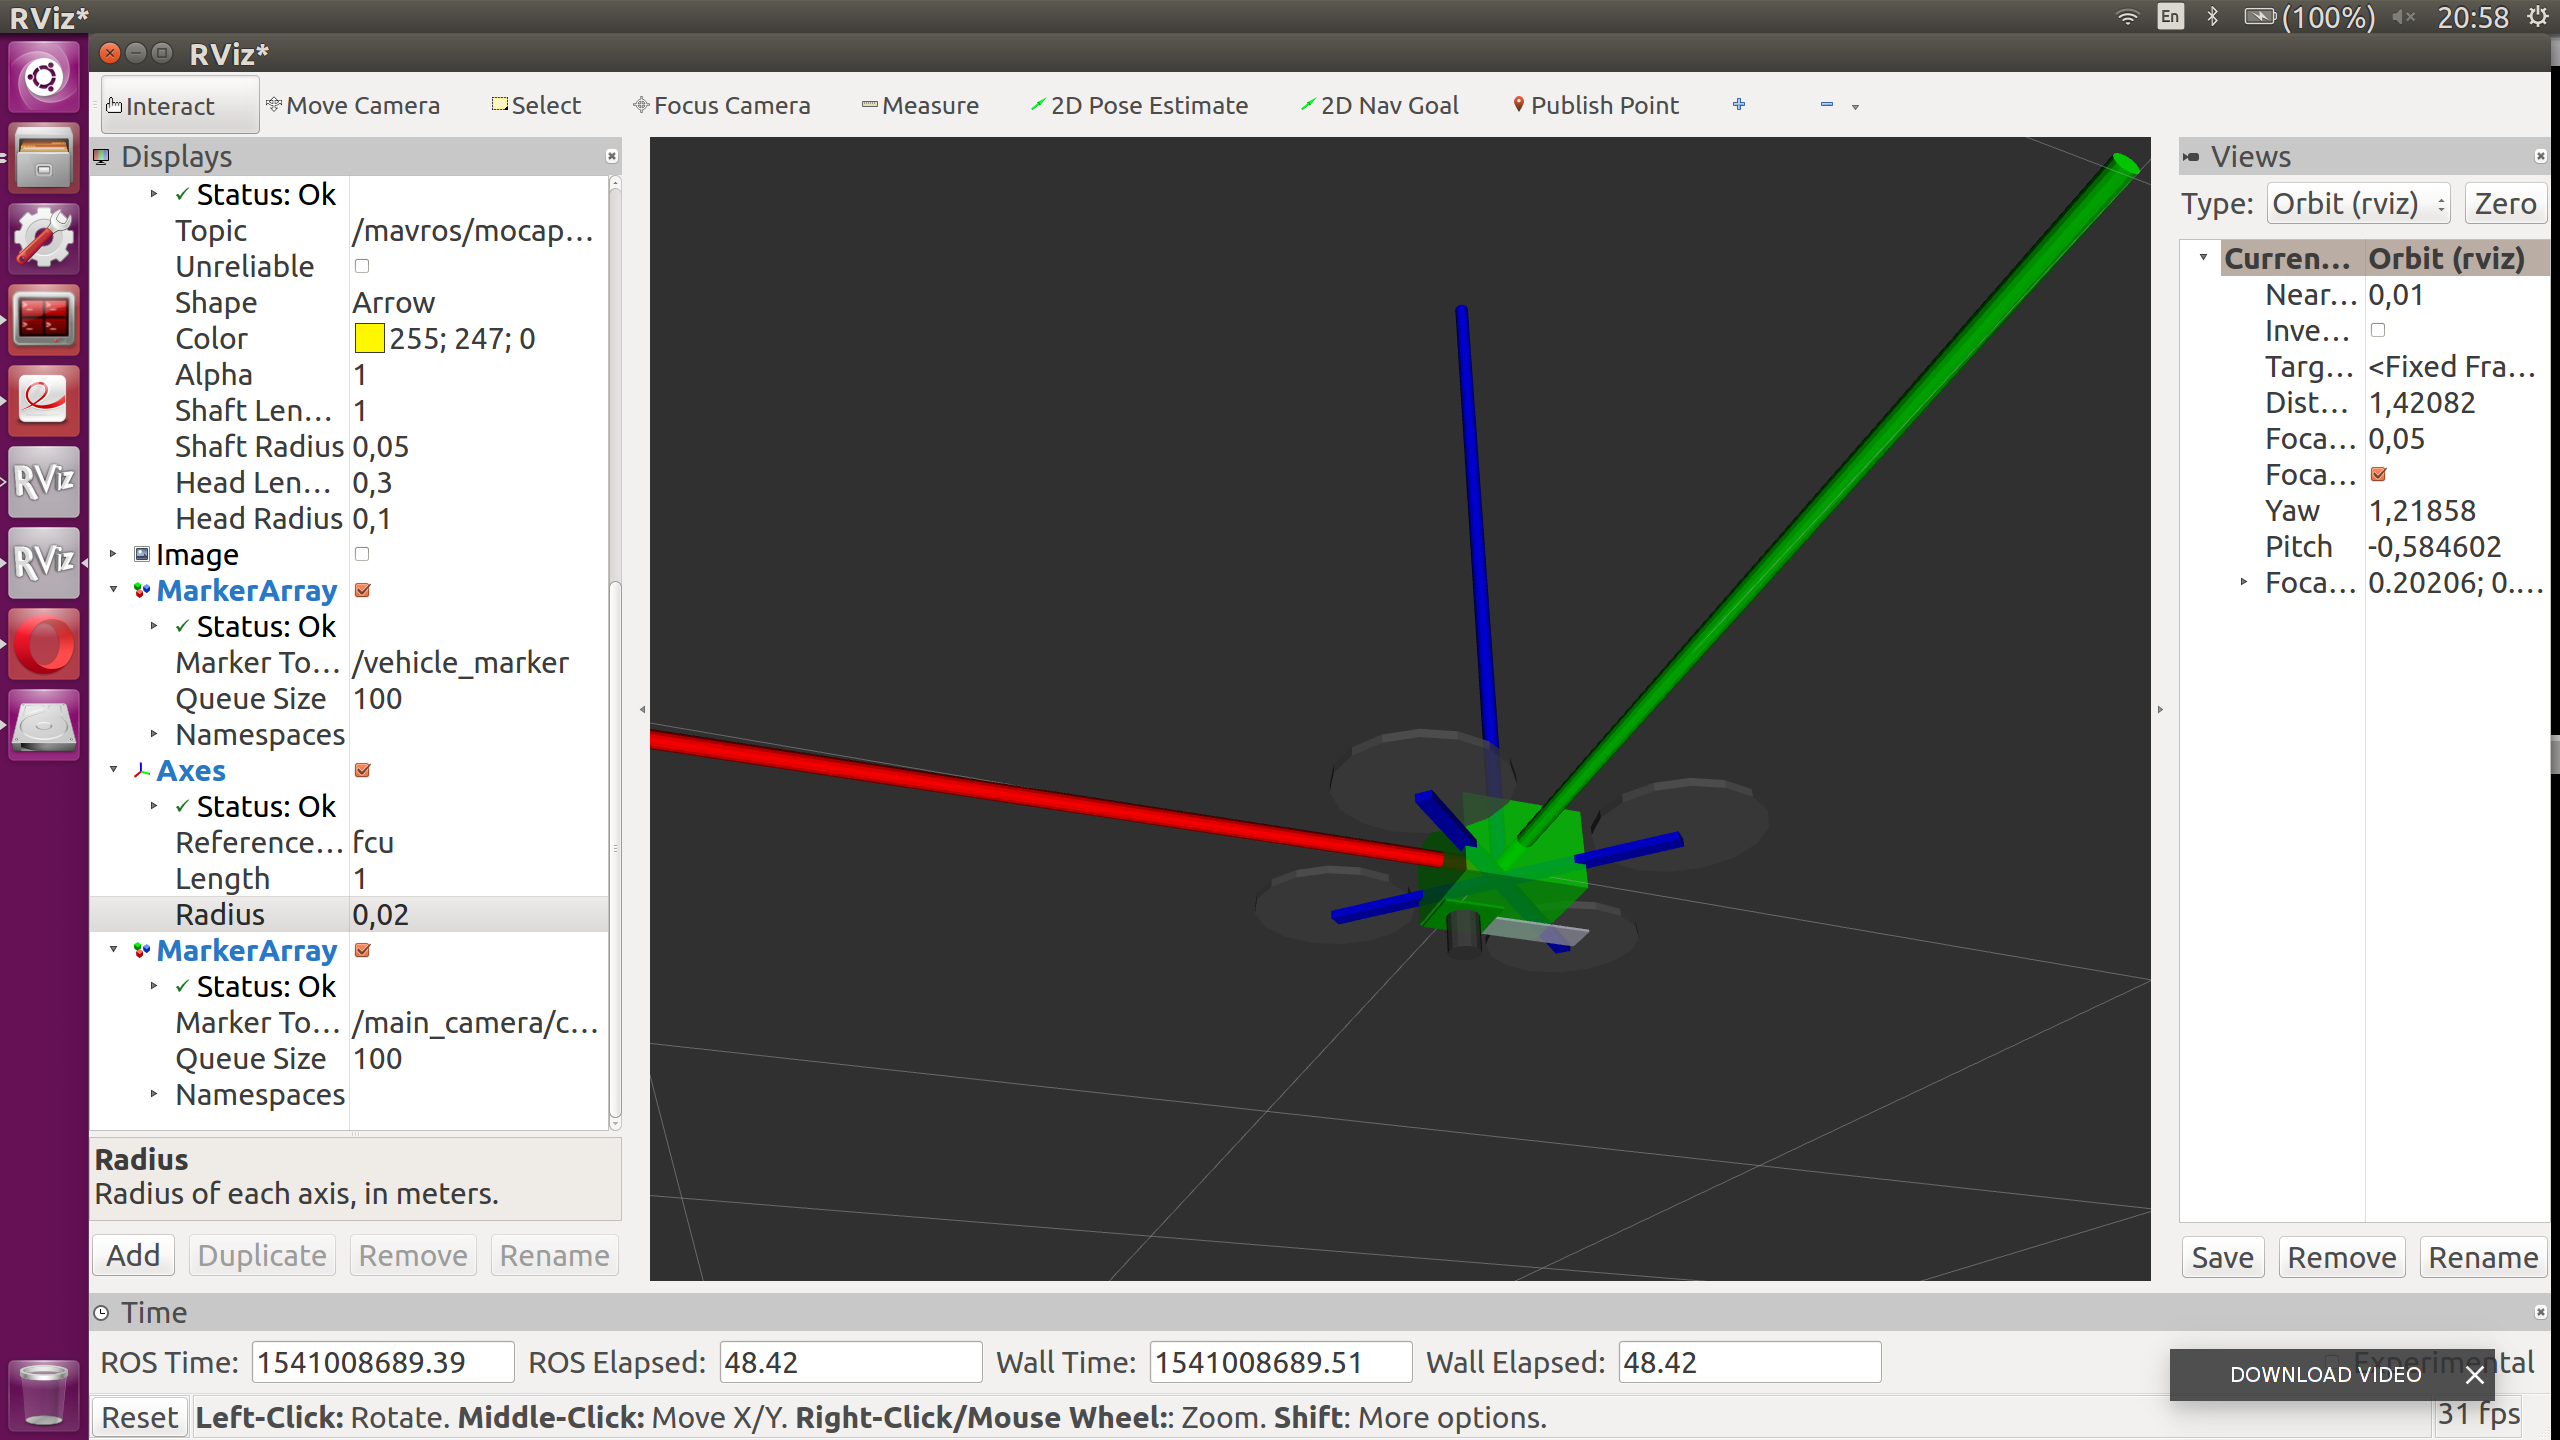 RViz*
En
(100%)
20:58
RViz*
Interact
Move Camera
Select
Focus Camera
Measure
2D Pose Estimate
2D Nav Goal
Publish Point
Displays
Status: Ok
Topic /mavros/mocap...
Unreliable
Shape Arrow
Color 255; 247; 0
Alpha 1
Shaft Len... 1
Shaft Radius 0,05
Head Len... 0,3
Head Radius 0,1
Image
MarkerArray
Status: Ok
Marker To... /vehicle_marker
Queue Size 100
Namespaces
Axes
Status: Ok
Reference... fcu
Length 1
Radius 0,02
MarkerArray
Status: Ok
Marker To... /main_camera/c...
Queue Size 100
Namespaces
Radius
Radius of each axis, in meters.
Add Duplicate Remove Rename
RViz
RViz
Views
Type: Orbit (rviz) Zero
Curren... Orbit (rviz)
Near... 0,01
Inve...
Targ... <Fixed Fra...
Dist... 1,42082
Foca... 0,05
Foca...
Yaw 1,21858
Pitch -0,584602
Foca... 0.20206; 0....
Save Remove Rename
Time
ROS Time: 1541008689.39 ROS Elapsed: 48.42 Wall Time: 1541008689.51 Wall Elapsed: 48.42 Experimental
DOWNLOAD VIDEO
Reset Left-Click: Rotate. Middle-Click: Move X/Y. Right-Click/Mouse Wheel:: Zoom. Shift: More options.
31 fps